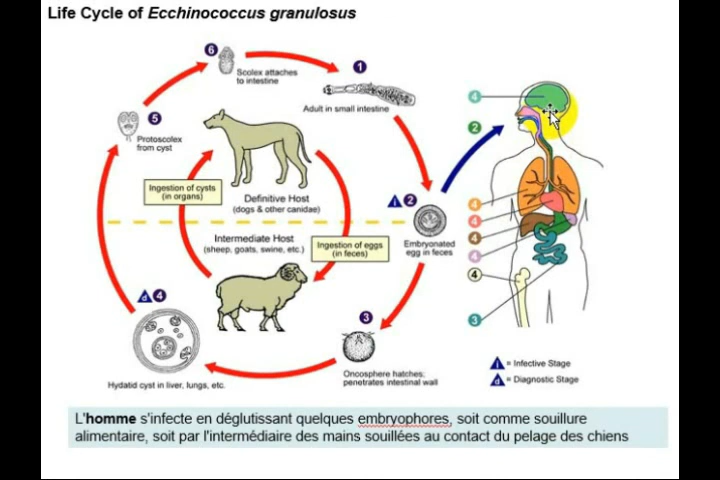 Life Cycle of Ecchinococcus granulosus
6
Scolex attaches
to intestine
1
Adult in small intestine
5
Protoscolex
from cyst
4
2
Ingestion of cysts
(in organs)
Definitive Host
(dogs & other canidae)
i 2
Embryonated
egg in feces
Intermediate Host
(sheep, goats, swine, etc.)
Ingestion of eggs
(in feces)
4
4
4
4
4
3
d 4
Hydatid cyst in liver, lungs, etc.
3
Oncosphere hatches;
penetrates intestinal wall
i = Infective Stage
d = Diagnostic Stage
L'homme s'infecte en déglutissant quelques embryophores, soit comme souillure
alimentaire, soit par l'intermédiaire des mains souillées au contact du pelage des chiens